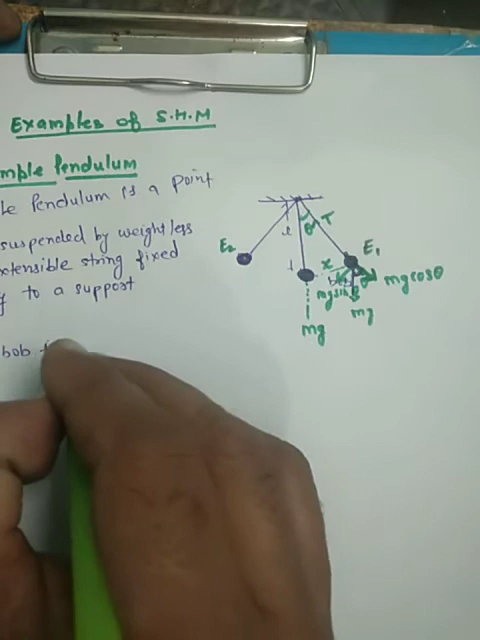 Examples of S.H.M
mple Pendulum
le Pendulum is a point
suspended by weightless
xtensible string fixed
y to a support
bob
l
θ
T
E₂
E₁
x
mg cosθ
mg sinθ
mg
mg